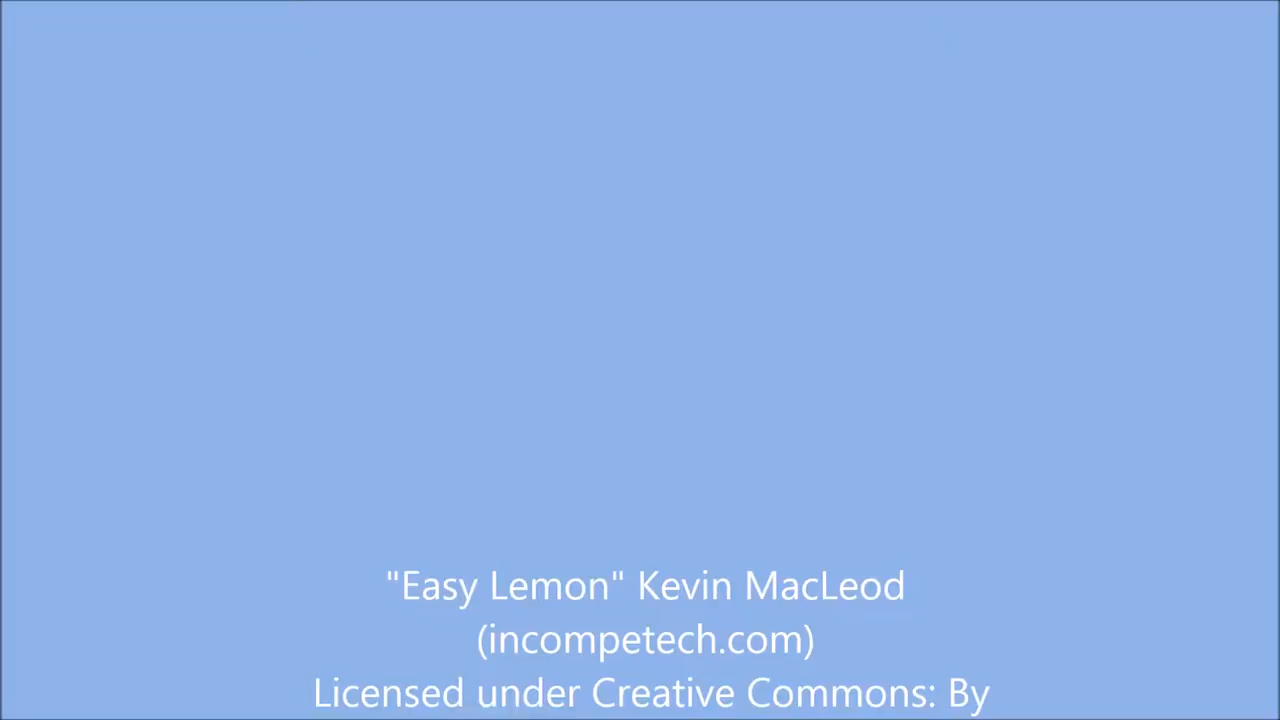 "Easy Lemon" Kevin MacLeod
(incompetech.com)
Licensed under Creative Commons: By